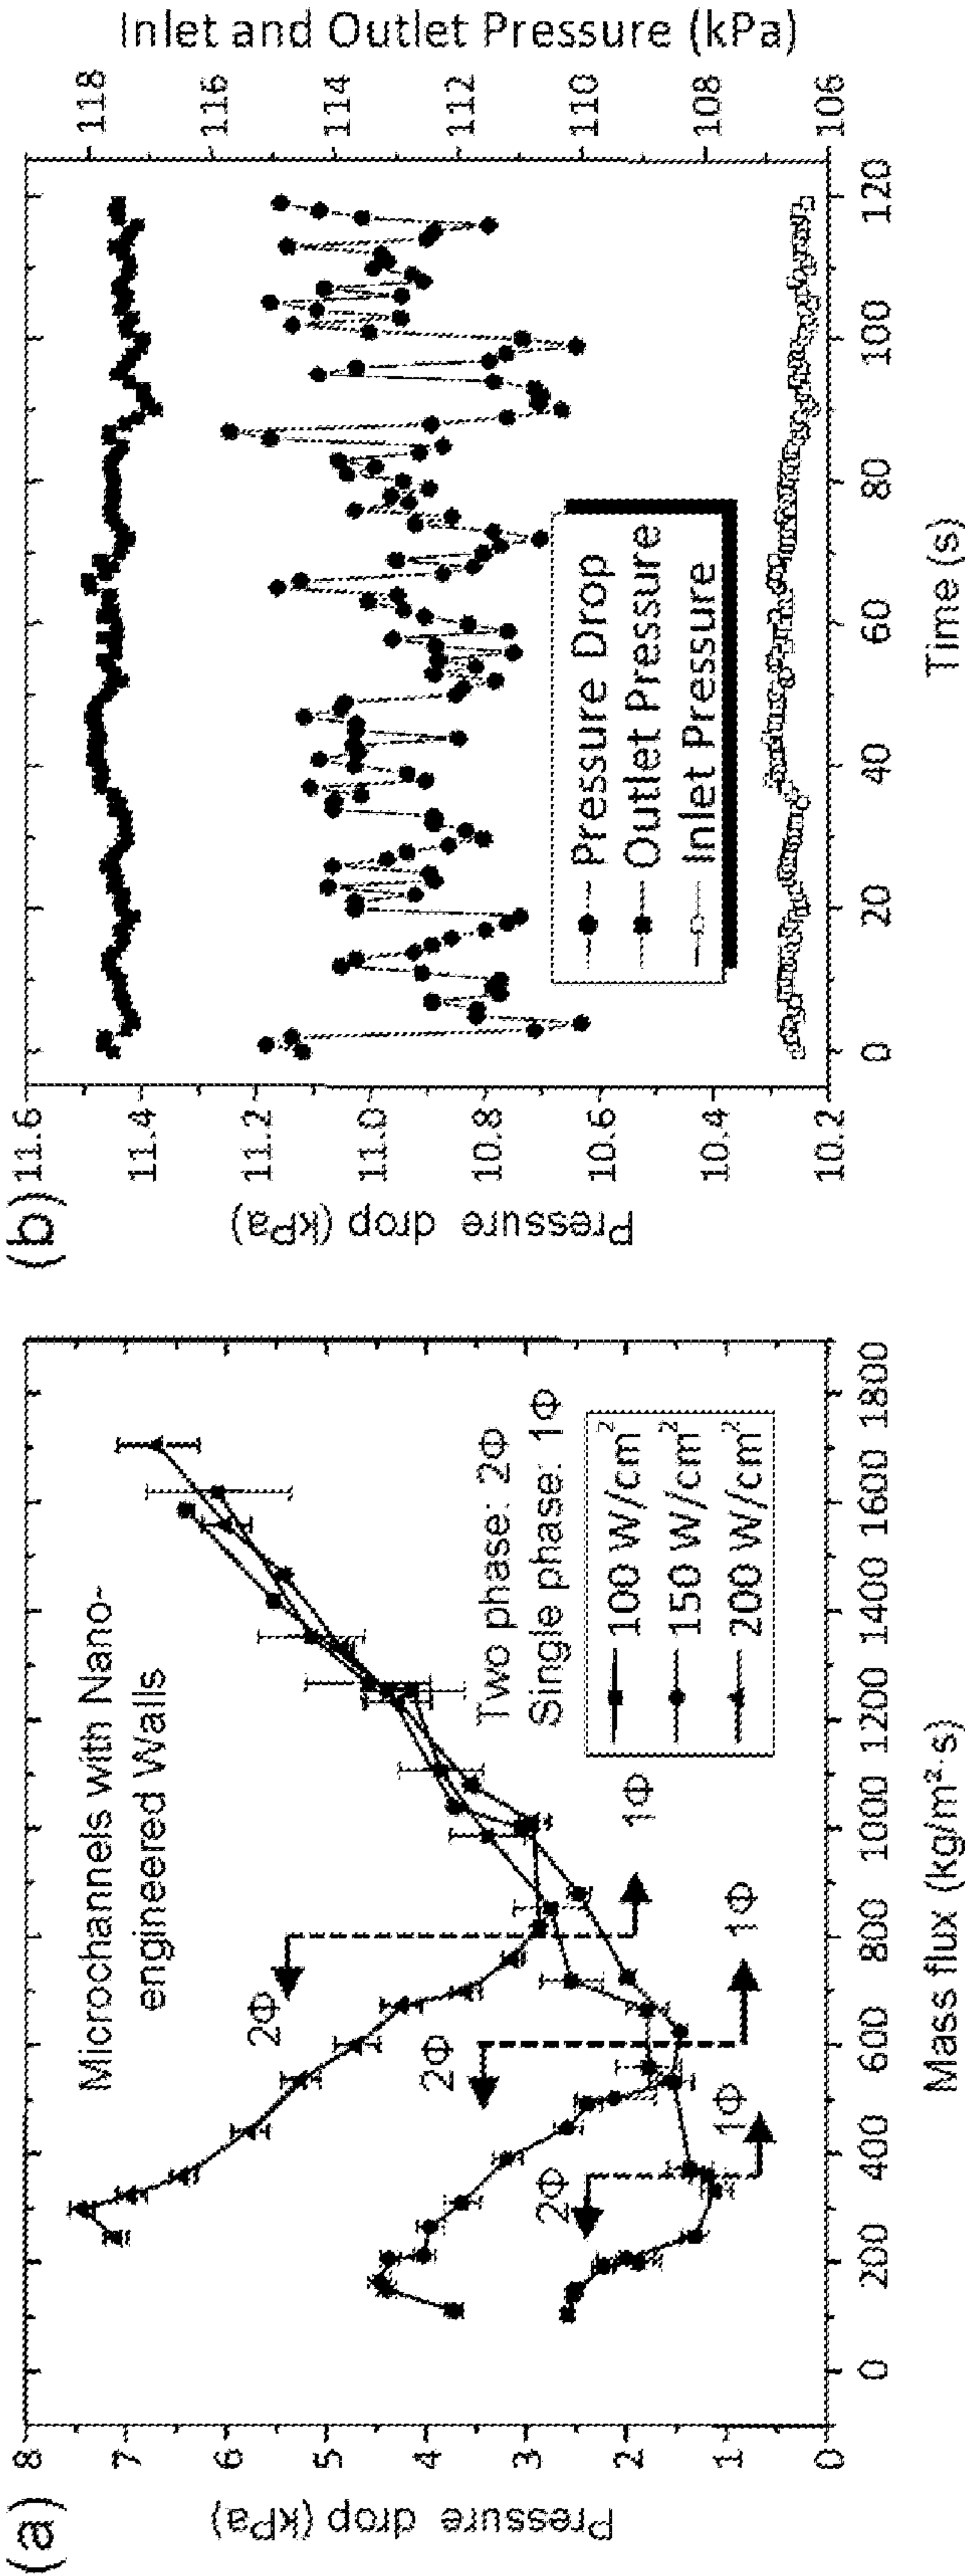 (a)
Pressure drop (kPa)
8
7
6
5
4
3
2
1
0
Microchannels with Nano-
engineered Walls
2Φ
1Φ
2Φ
1Φ
2Φ
1Φ
Two phase: 2Φ
Single phase: 1Φ
100 W/cm²
150 W/cm²
200 W/cm²
0 200 400 600 800 1000 1200 1400 1600 1800
Mass flux (kg/m²·s)
(b)
Pressure drop (kPa)
11.6
11.4
11.2
11.0
10.8
10.6
10.4
10.2
Pressure Drop
Outlet Pressure
Inlet Pressure
0 20 40 60 80 100 120
Time (s)
118
116
114
112
110
108
106
Inlet and Outlet Pressure (kPa)